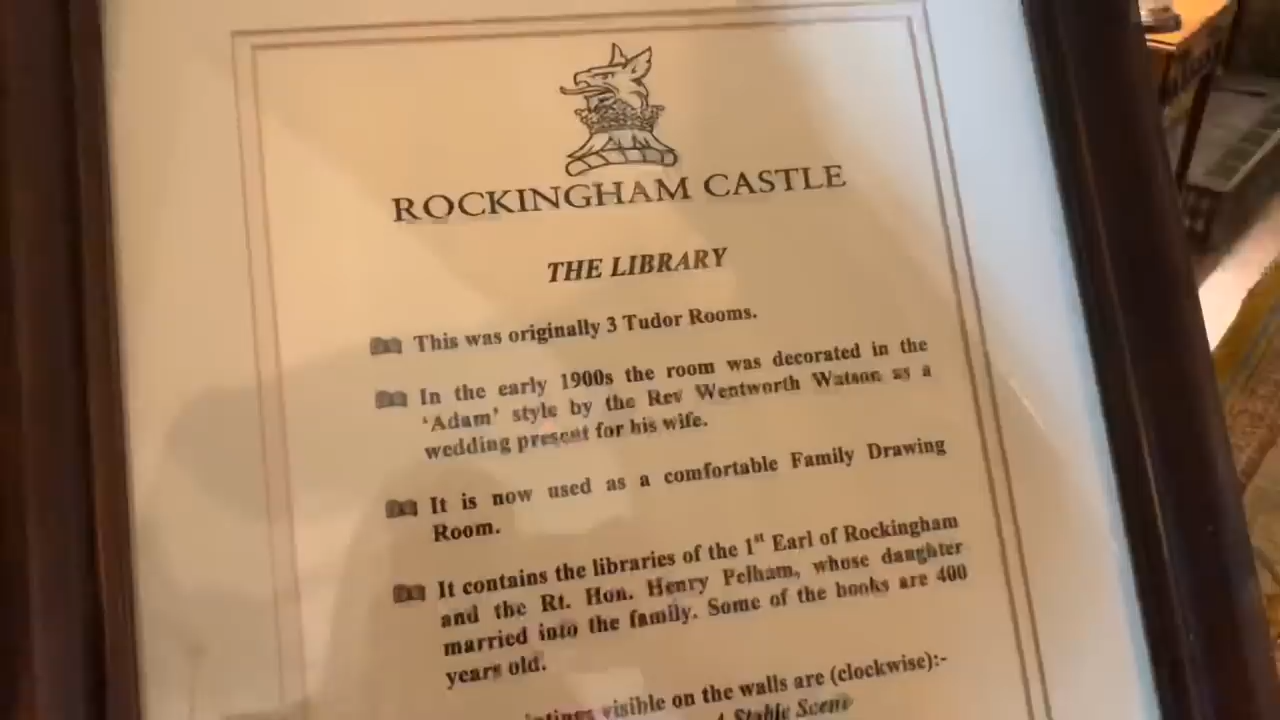 ROCKINGHAM CASTLE
THE LIBRARY
This was originally 3 Tudor Rooms.
In the early 1900s the room was decorated in the
'Adam' style by the Rev Wentworth Watson as a
wedding present for his wife.
It is now used as a comfortable Family Drawing
Room.
It contains the libraries of the 1st Earl of Rockingham
and the Rt. Hon. Henry Pelham, whose daughter
married into the family. Some of the books are 400
years old.
visible on the walls are (clockwise):-
A Stable Scene